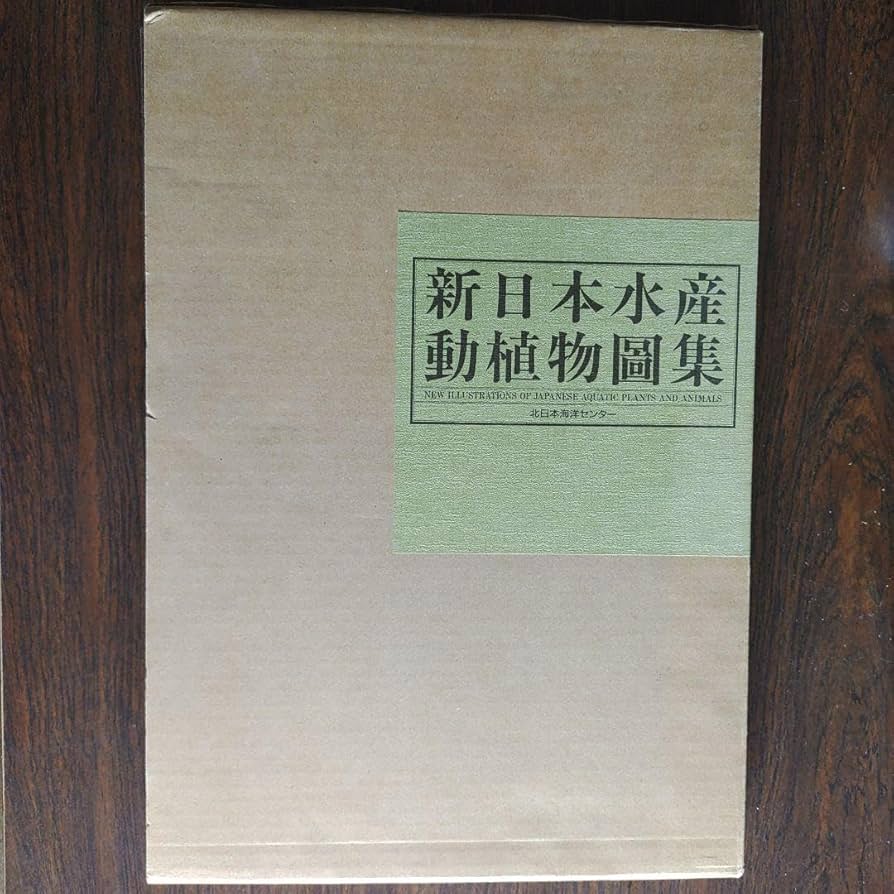 新日本水産
動植物圖集
NEW ILLUSTRATIONS OF JAPANESE AQUATIC PLANTS AND ANIMALS
北日本海洋センター